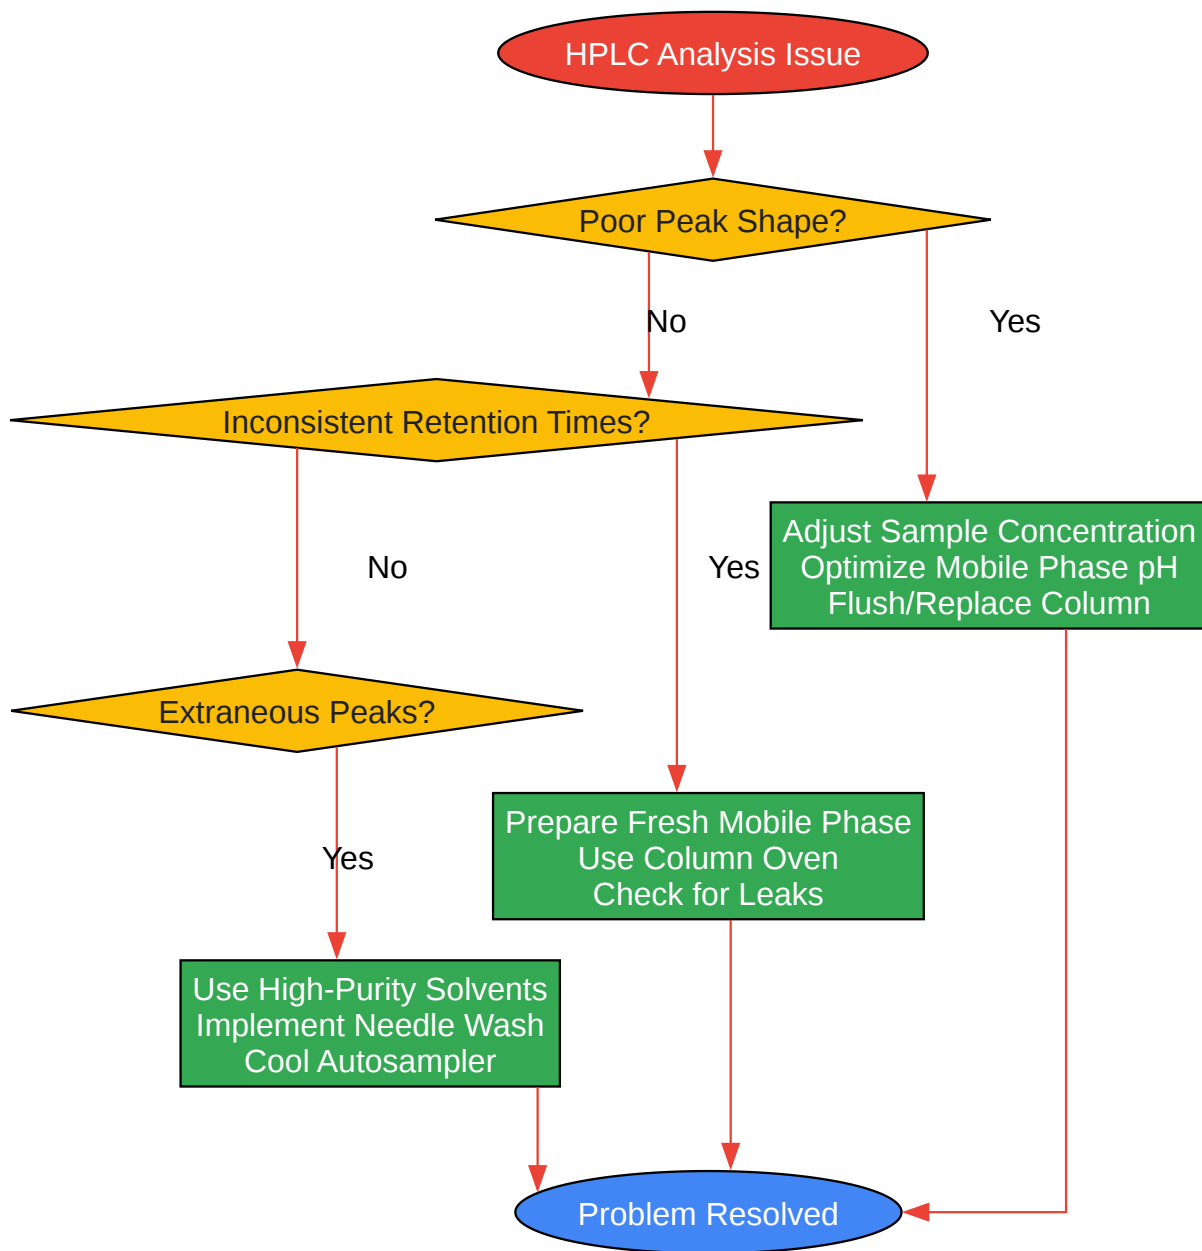 HPLC Analysis Issue
Poor Peak Shape?
No
Yes
Inconsistent Retention Times?
No
Yes
Adjust Sample Concentration
Optimize Mobile Phase pH
Flush/Replace Column
Extraneous Peaks?
Yes
Prepare Fresh Mobile Phase
Use Column Oven
Check for Leaks
Use High-Purity Solvents
Implement Needle Wash
Cool Autosampler
Problem Resolved